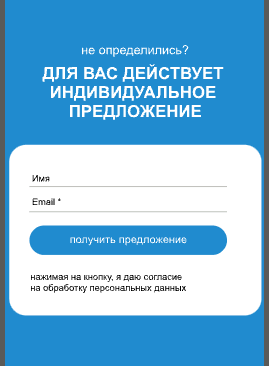 не определились?
ДЛЯ ВАС ДЕЙСТВУЕТ
ИНДИВИДУАЛЬНОЕ
ПРЕДЛОЖЕНИЕ
Имя
Email *
получить предложение
нажимая на кнопку, я даю согласие
на обработку персональных данных